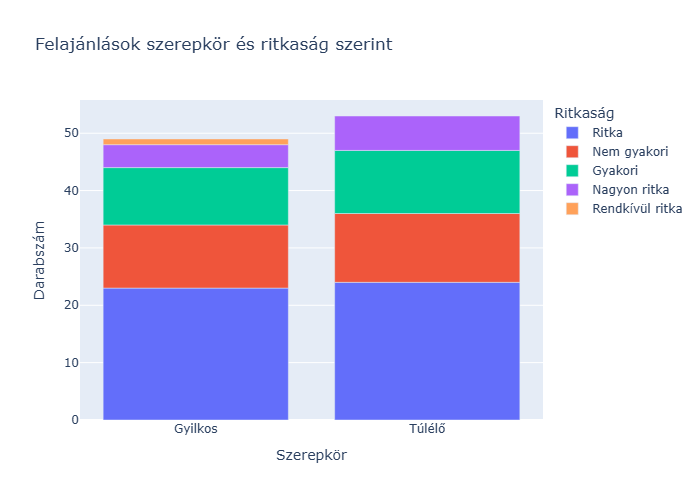 Felajánlások szerepkör és ritkaság szerint
Ritkaság
Ritka
Nem gyakori
Gyakori
Nagyon ritka
Rendkívül ritka
Darabszám
50
40
30
20
10
0
Gyilkos
Túlélő
Szerepkör